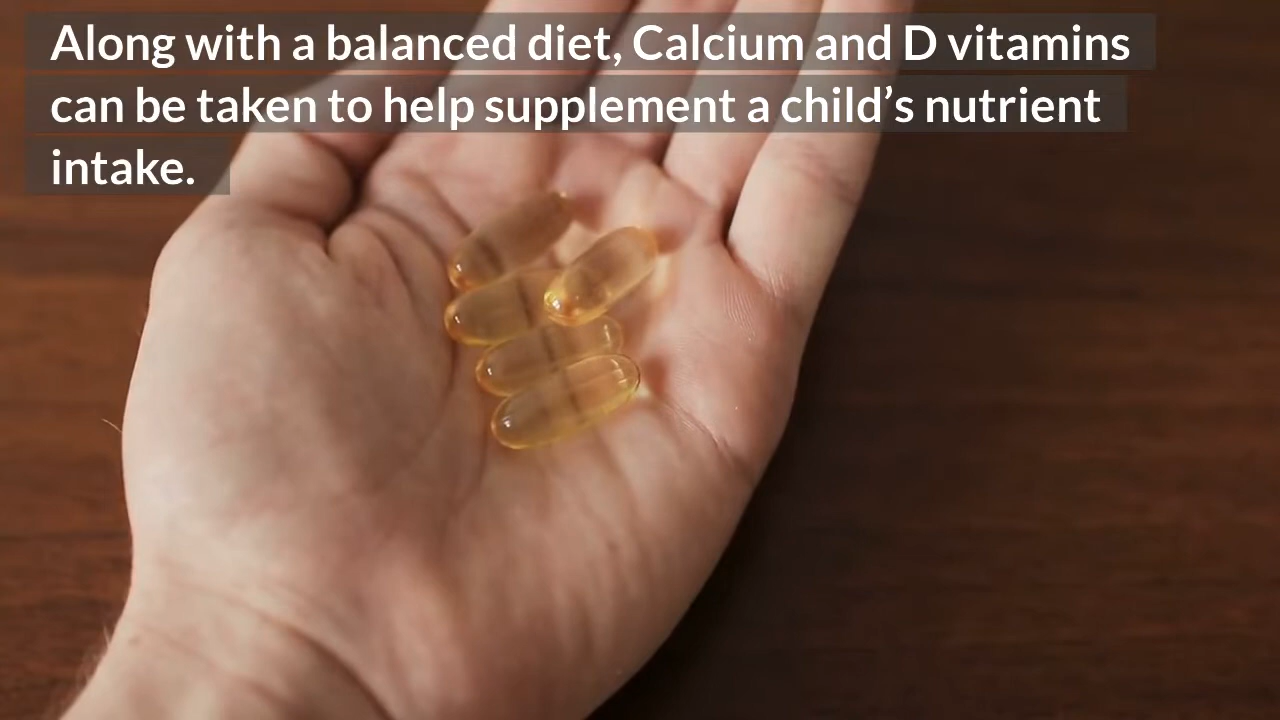 Along with a balanced diet, Calcium and D vitamins
can be taken to help supplement a child’s nutrient
intake.